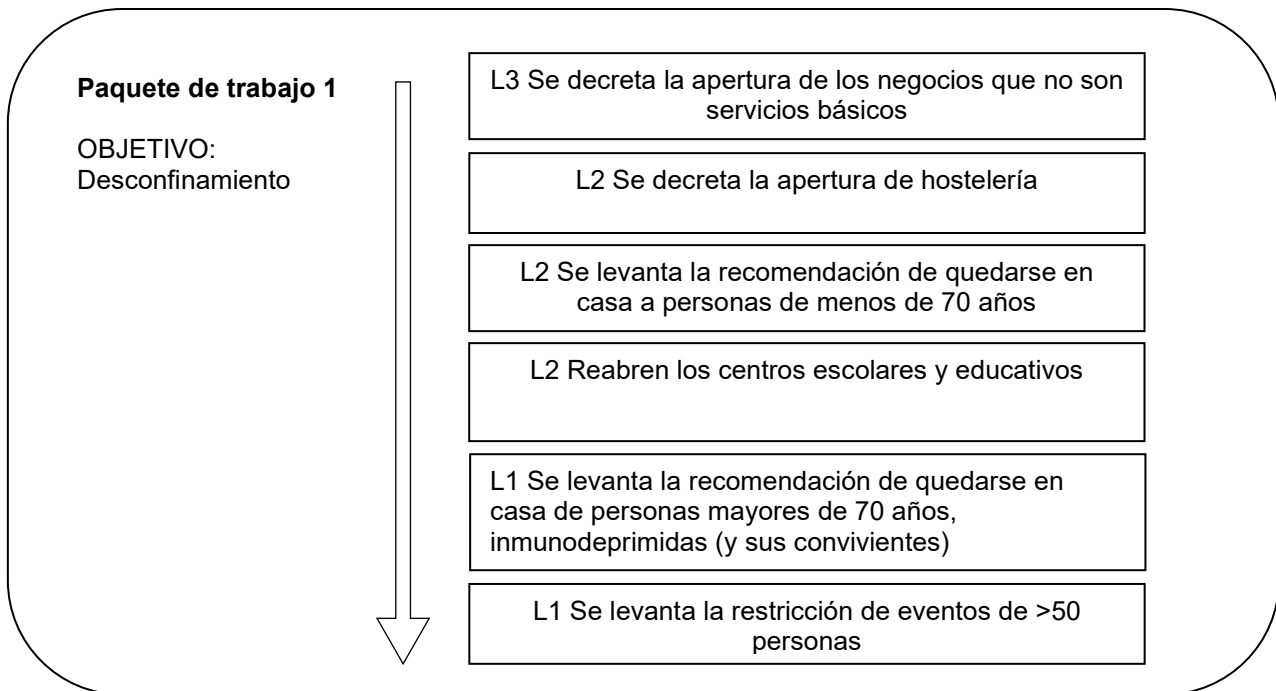 Paquete de trabajo 1
OBJETIVO:
Desconfinamiento
L3 Se decreta la apertura de los negocios que no son
servicios básicos
L2 Se decreta la apertura de hostelería
L2 Se levanta la recomendación de quedarse en
casa a personas de menos de 70 años
L2 Reabren los centros escolares y educativos
L1 Se levanta la recomendación de quedarse en
casa de personas mayores de 70 años,
inmunodeprimidas (y sus convivientes)
L1 Se levanta la restricción de eventos de >50
personas